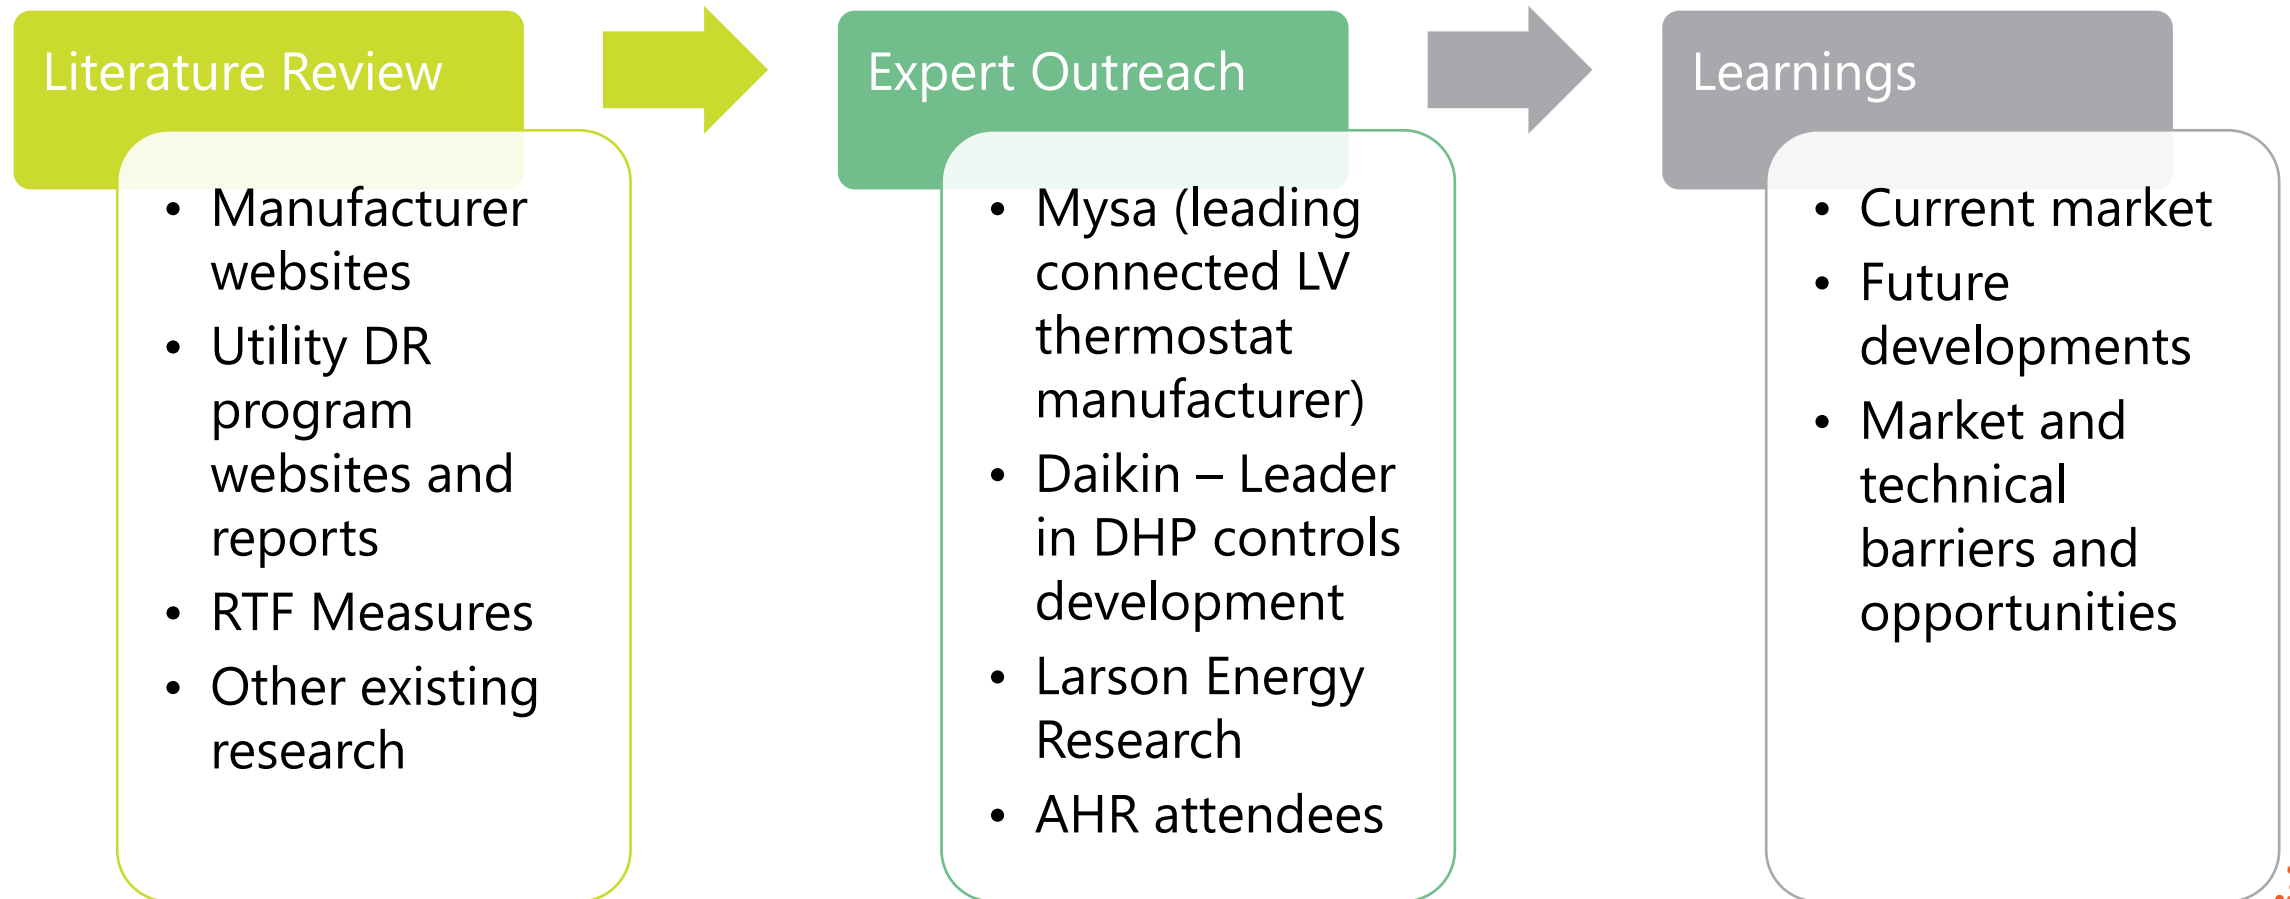 Literature Review
• Manufacturer
websites
• Utility DR
program
websites and
reports
• RTF Measures
• Other existing
research
Expert Outreach
• Mysa (leading
connected LV
thermostat
manufacturer)
• Daikin – Leader
in DHP controls
development
• Larson Energy
Research
• AHR attendees
Learnings
• Current market
• Future
developments
• Market and
technical
barriers and
opportunities